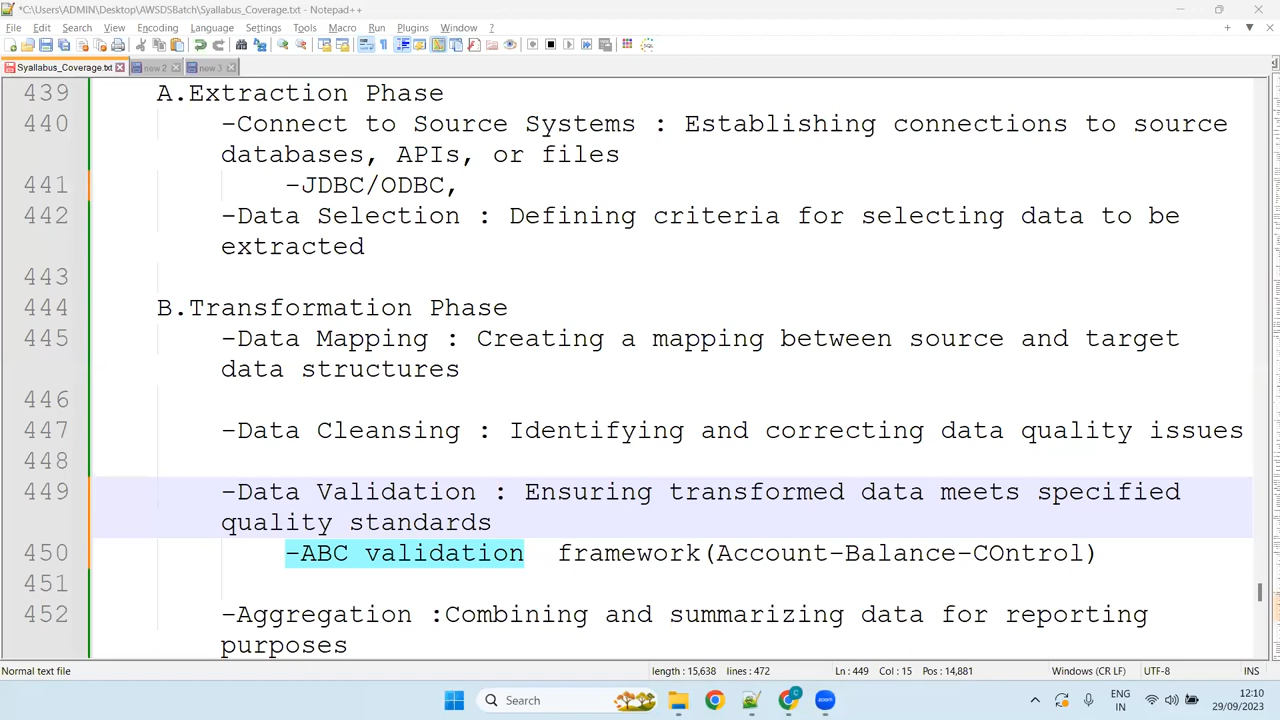 *C:\Users\ADMIN\Desktop\AWSDSBatch\Syallabus_Coverage.txt - Notepad++
File Edit Search View Encoding Language Settings Tools Macro Run Plugins Window ?
Syallabus_Coverage.txt new 2 new 3
439 A.Extraction Phase
440 -Connect to Source Systems : Establishing connections to source
databases, APIs, or files
441 -JDBC/ODBC,
442 -Data Selection : Defining criteria for selecting data to be
extracted
443
444 B.Transformation Phase
445 -Data Mapping : Creating a mapping between source and target
data structures
446
447 -Data Cleansing : Identifying and correcting data quality issues
448
449 -Data Validation : Ensuring transformed data meets specified
quality standards
450 -ABC validation framework(Account-Balance-COntrol)
451
452 -Aggregation :Combining and summarizing data for reporting
purposes
Normal text file length : 15,638 lines : 472 Ln : 449 Col : 15 Pos : 14,881 Windows (CR LF) UTF-8 INS
Search ENG 12:10
IN 29/09/2023